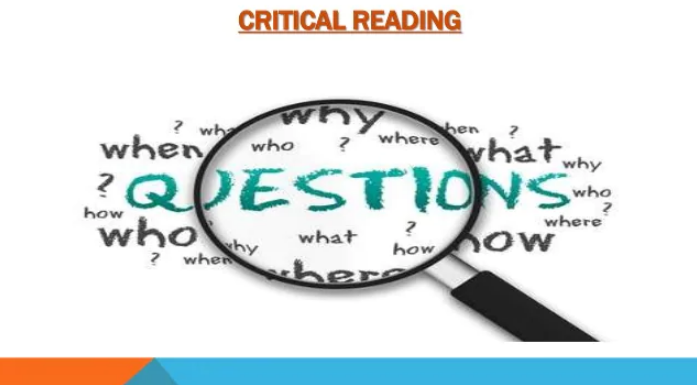 CRITICAL READING
why
? wha where hen ?
when who ? what why
? QUESTIONS who
how ? where ?
who why what ? how how
? when where